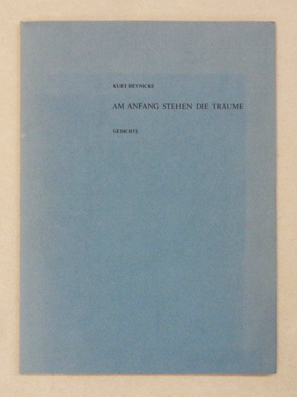 KURT HEYNICKE
AM ANFANG STEHEN DIE TRÄUME
GEDICHTE